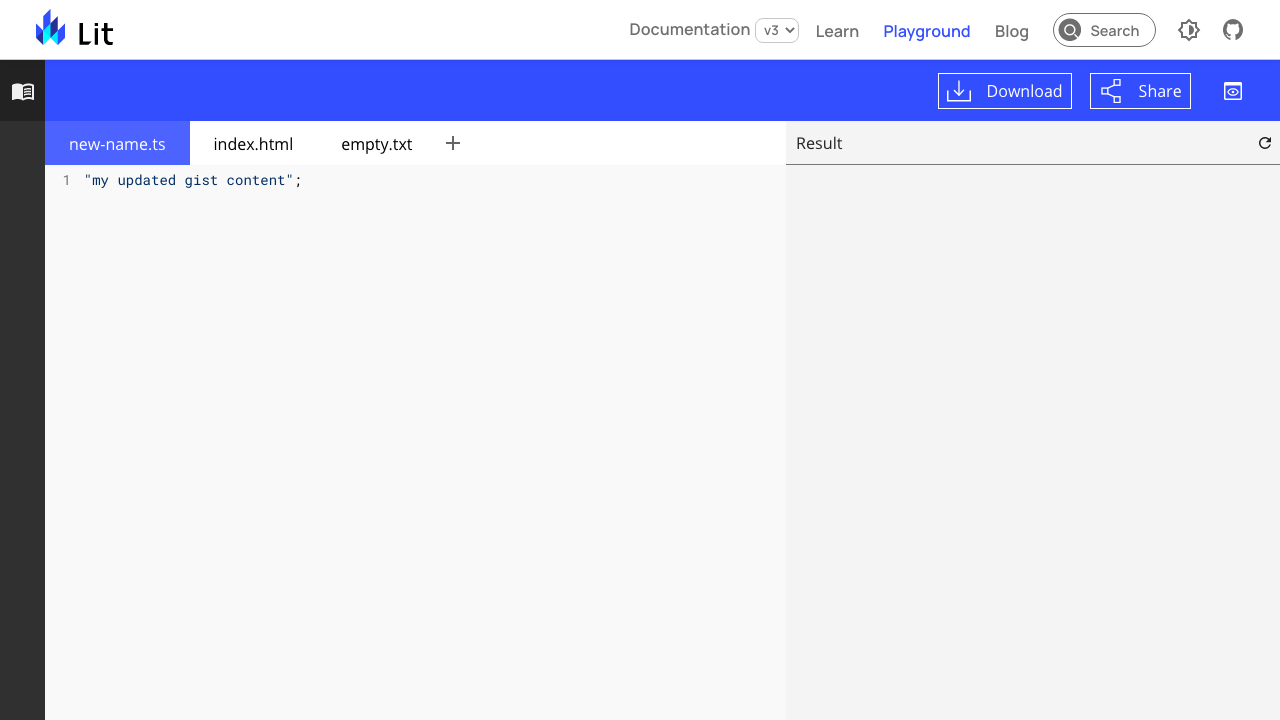 Lit
Documentation v3 Learn Playground Blog Search
Download Share
new-name.ts index.html empty.txt
Result
1 "my updated gist content";